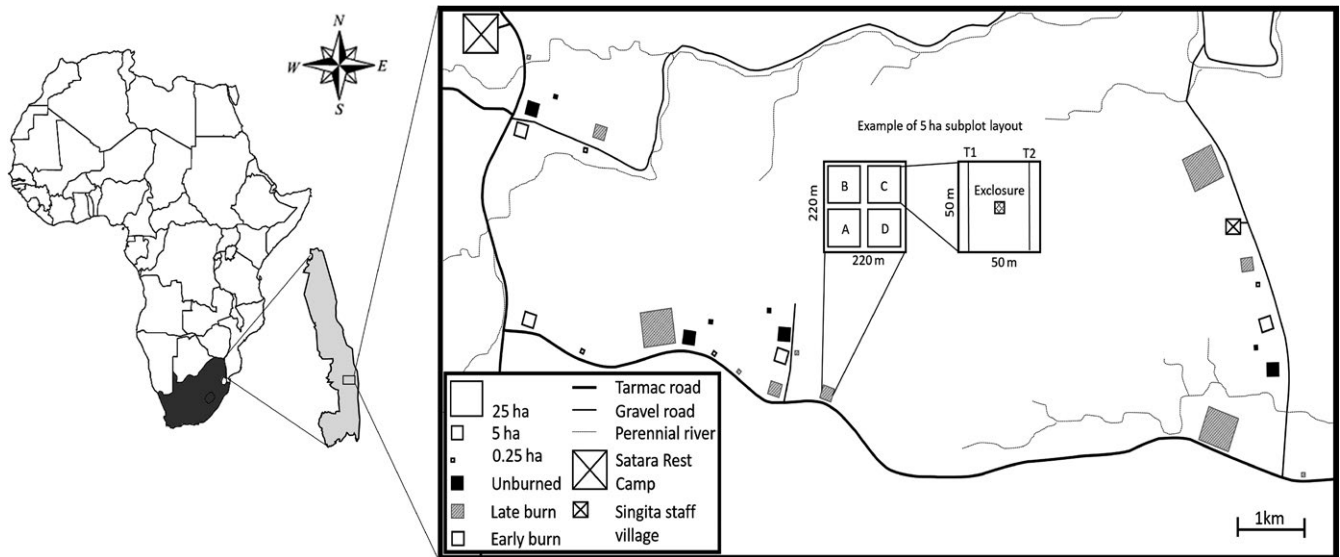 N
W E
S
Example of 5 ha subplot layout
T1 T2
B C
A D
220 m
220 m
Exclosure
50 m
50 m
25 ha
5 ha
0.25 ha
Unburned
Late burn
Early burn
Tarmac road
Gravel road
Perennial river
Satara Rest
Camp
Singita staff
village
1km